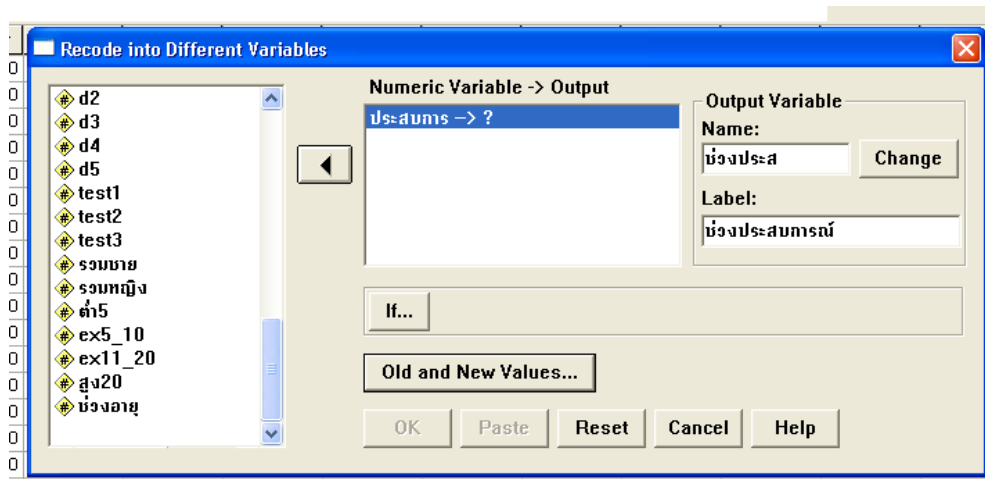 Recode into Different Variables
d2
d3
d4
d5
test1
test2
test3
รวมชาย
รวมหญิง
ต่ำ5
ex5_10
ex11_20
สูง20
ช่วงอายุ
Numeric Variable -> Output
ประสบการ --> ?
Output Variable
Name:
ช่วงประส
Change
Label:
ช่วงประสบการณ์
If...
Old and New Values...
OK
Paste
Reset
Cancel
Help